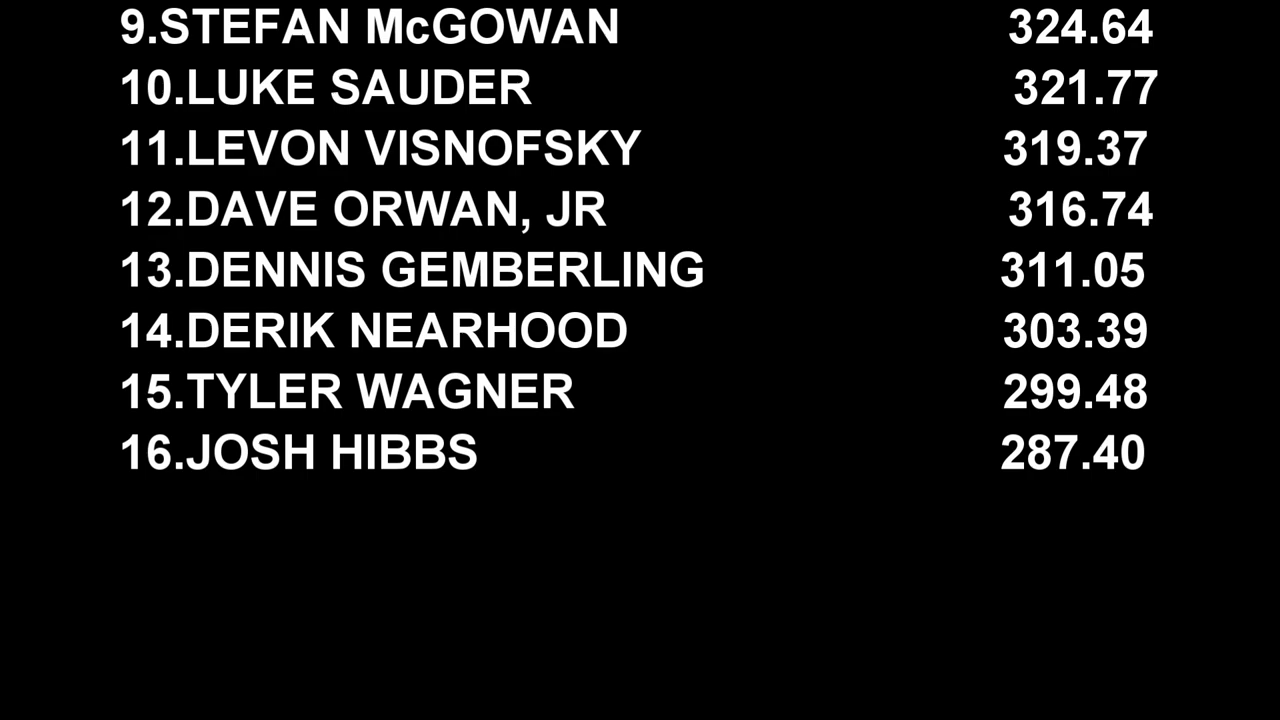 9.STEFAN McGOWAN 324.64
10.LUKE SAUDER 321.77
11.LEVON VISNOFSKY 319.37
12.DAVE ORWAN, JR 316.74
13.DENNIS GEMBERLING 311.05
14.DERIK NEARHOOD 303.39
15.TYLER WAGNER 299.48
16.JOSH HIBBS 287.40